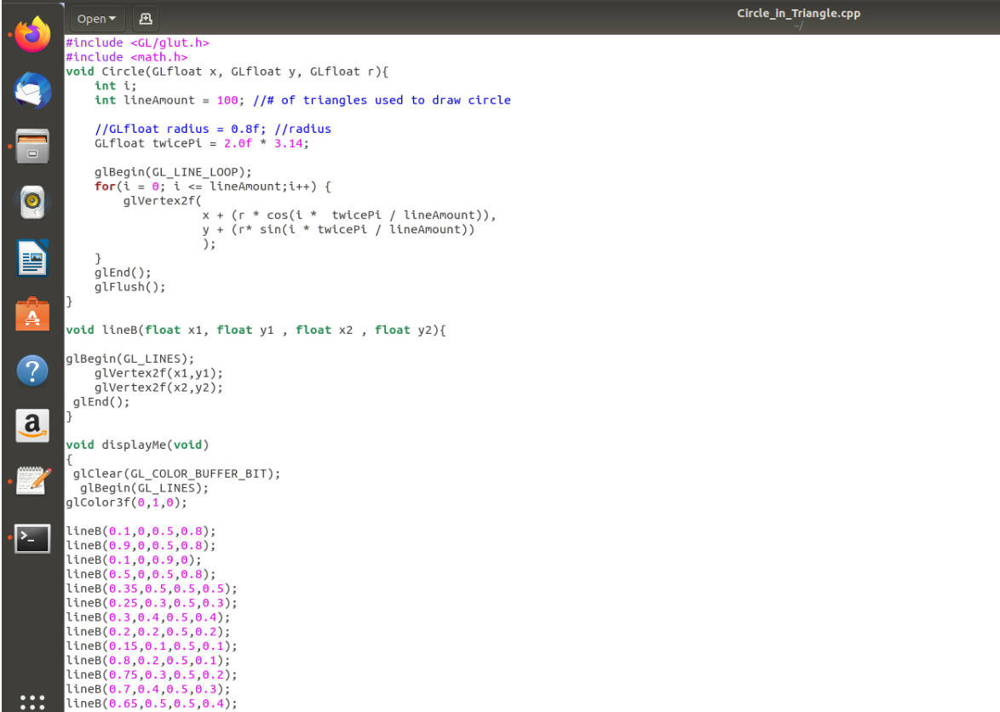 Open
Circle_in_Triangle.cpp
~/
#include <GL/glut.h>
#include <math.h>
void Circle(GLfloat x, GLfloat y, GLfloat r){
    int i;
    int lineAmount = 100; //# of triangles used to draw circle

    //GLfloat radius = 0.8f; //radius
    GLfloat twicePi = 2.0f * 3.14;

    glBegin(GL_LINE_LOOP);
    for(i = 0; i <= lineAmount;i++) {
        glVertex2f(
                   x + (r * cos(i *  twicePi / lineAmount)),
                   y + (r* sin(i * twicePi / lineAmount))
                   );
    }
    glEnd();
    glFlush();
}

void lineB(float x1, float y1 , float x2 , float y2){

glBegin(GL_LINES);
    glVertex2f(x1,y1);
    glVertex2f(x2,y2);
 glEnd();
}

void displayMe(void)
{
 glClear(GL_COLOR_BUFFER_BIT);
  glBegin(GL_LINES);
glColor3f(0,1,0);

lineB(0.1,0,0.5,0.8);
lineB(0.9,0,0.5,0.8);
lineB(0.1,0,0.9,0);
lineB(0.5,0,0.5,0.8);
lineB(0.35,0.5,0.5,0.5);
lineB(0.25,0.3,0.5,0.3);
lineB(0.3,0.4,0.5,0.4);
lineB(0.2,0.2,0.5,0.2);
lineB(0.15,0.1,0.5,0.1);
lineB(0.8,0.2,0.5,0.1);
lineB(0.75,0.3,0.5,0.2);
lineB(0.7,0.4,0.5,0.3);
lineB(0.65,0.5,0.5,0.4);